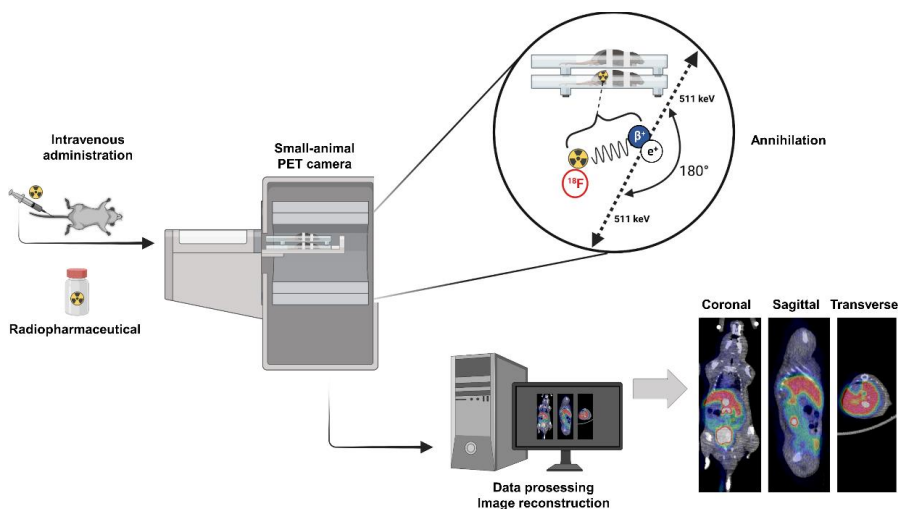 Intravenous
administration
Radiopharmaceutical
Small-animal
PET camera
511 keV
β⁺
e⁺
¹⁸F
180°
511 keV
Annihilation
Data prosessing
Image reconstruction
Coronal
Sagittal
Transverse